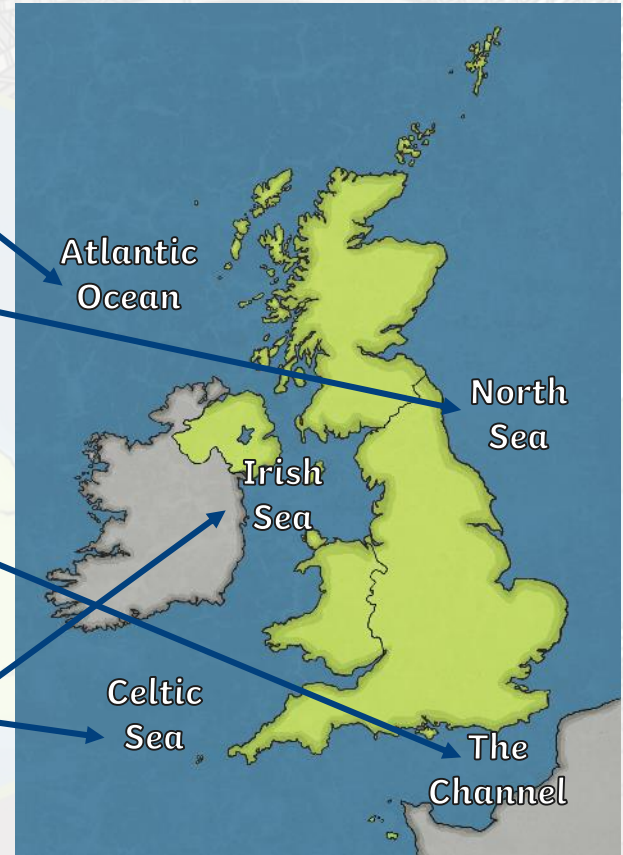 Atlantic
Ocean
North
Sea
Irish
Sea
Celtic
Sea
The
Channel